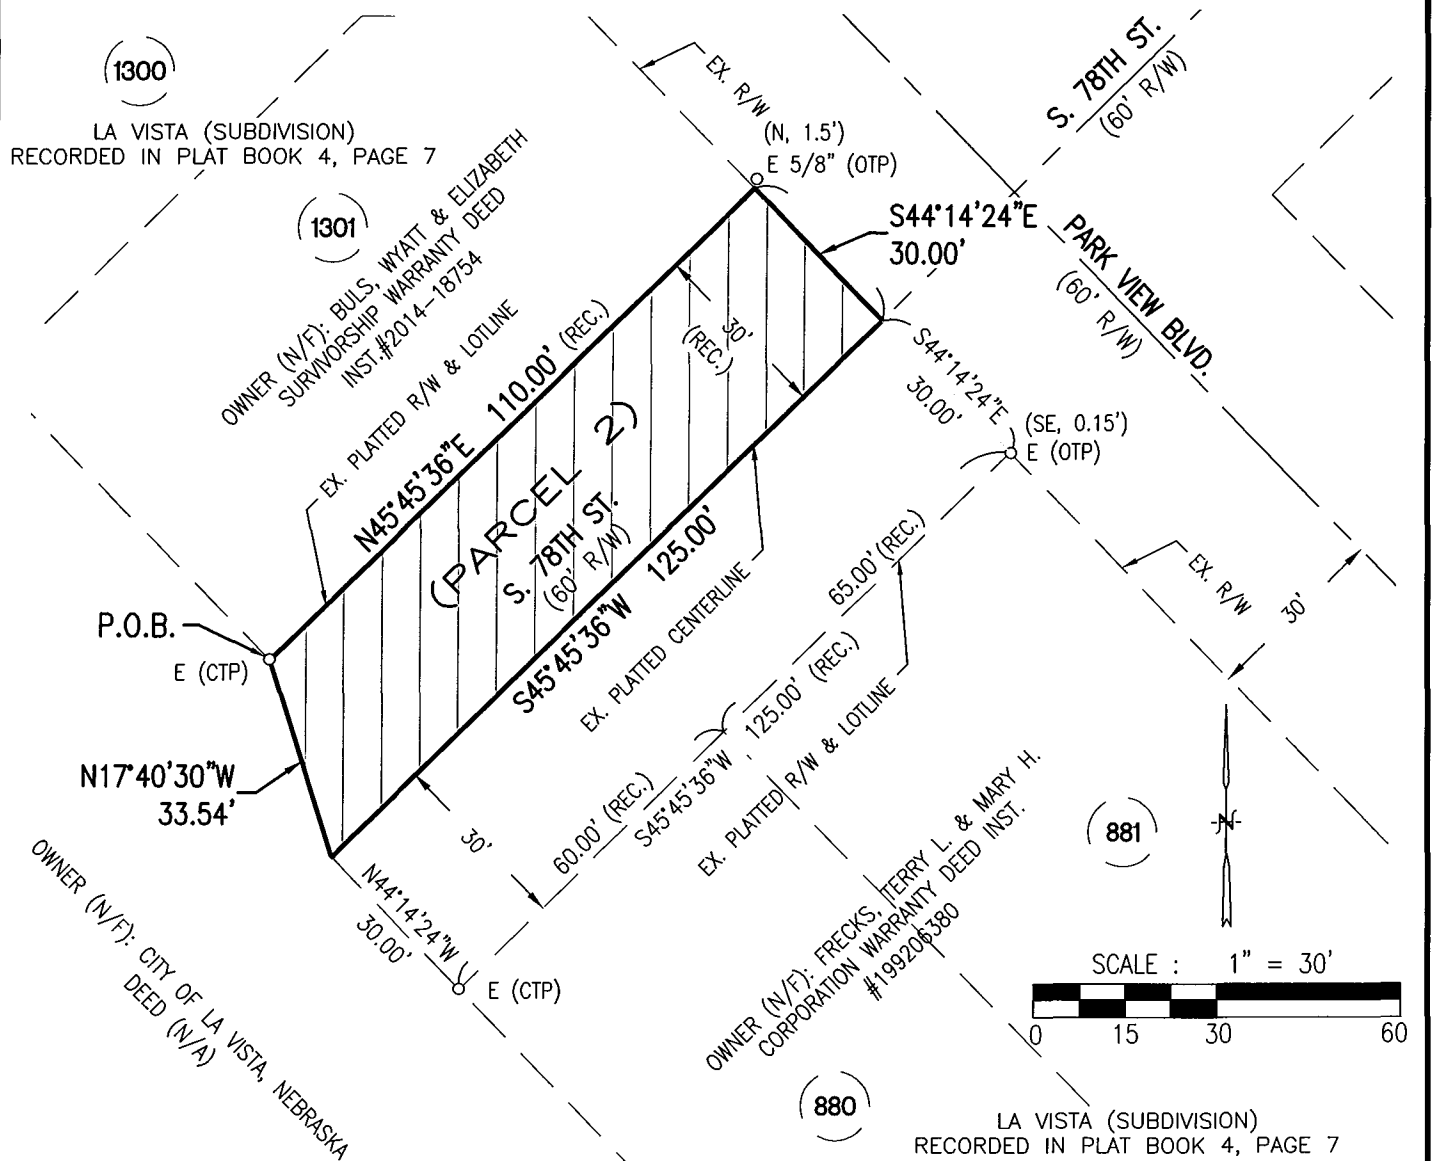 1300
LA VISTA (SUBDIVISION)
RECORDED IN PLAT BOOK 4, PAGE 7
1301
OWNER (N/F): BULS, WYATT & ELIZABETH
SURVIVORSHIP WARRANTY DEED
INST.#2014-18754
EX. PLATTED R/W & LOTLINE
EX. R/W
(N, 1.5')
E 5/8" (OTP)
S. 78TH ST.
(60' R/W)
S44°14'24"E
30.00'
PARK VIEW BLVD.
(60' R/W)
N45°45'36"E 110.00' (REC.)
30'
(REC.)
S44°14'24"E
30.00'
(SE, 0.15')
E (OTP)
(PARCEL 2)
S. 78TH ST.
(60' R/W)
S45°45'36"W 125.00'
EX. PLATTED CENTERLINE
65.00' (REC.)
EX. R/W
30'
P.O.B.
E (CTP)
N17°40'30"W
33.54'
60.00' (REC.)
S45°45'36"W 125.00' (REC.)
EX. PLATTED R/W & LOTLINE
30'
N44°14'24"W
30.00'
E (CTP)
OWNER (N/F): CITY OF LA VISTA, NEBRASKA
DEED (N/A)
OWNER (N/F): FRECKS, TERRY L. & MARY H.
CORPORATION WARRANTY DEED INST.
#199206380
881
N
SCALE : 1" = 30'
0 15 30 60
880
LA VISTA (SUBDIVISION)
RECORDED IN PLAT BOOK 4, PAGE 7